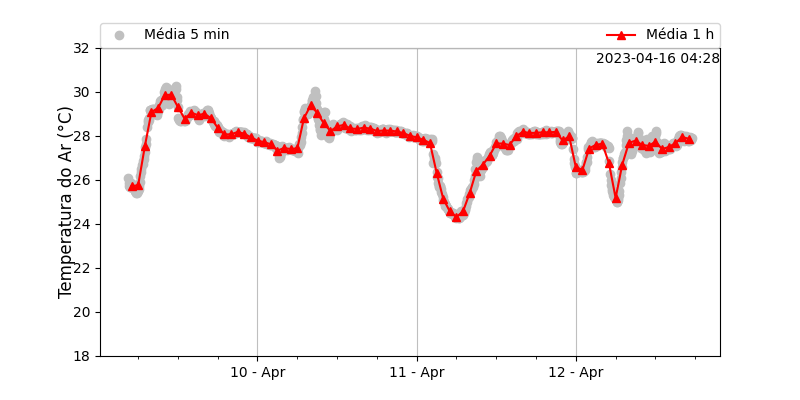 Média 5 min
Média 1 h
2023-04-16 04:28
Temperatura do Ar (°C)
32
30
28
26
24
22
20
18
10 - Apr
11 - Apr
12 - Apr